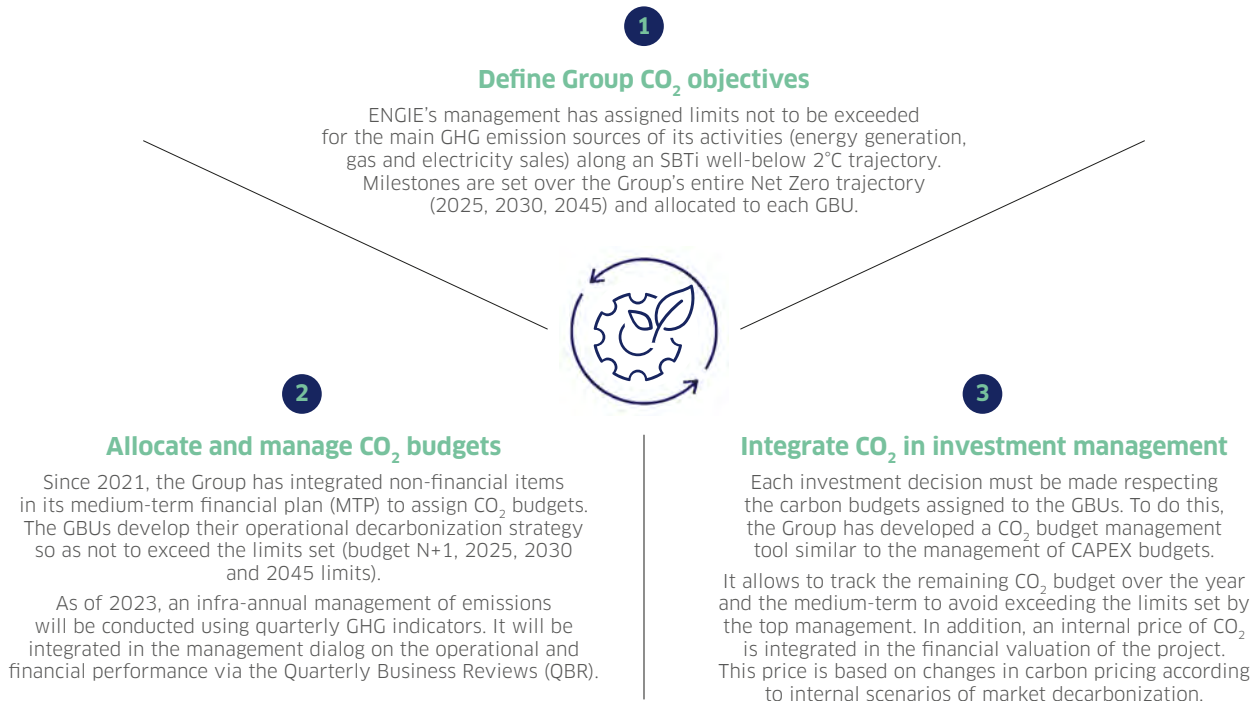 1
Define Group CO₂ objectives
ENGIE's management has assigned limits not to be exceeded
for the main GHG emission sources of its activities (energy generation,
gas and electricity sales) along an SBTi well-below 2°C trajectory.
Milestones are set over the Group's entire Net Zero trajectory
(2025, 2030, 2045) and allocated to each GBU.
2
Allocate and manage CO₂ budgets
Since 2021, the Group has integrated non-financial items
in its medium-term financial plan (MTP) to assign CO₂ budgets.
The GBUs develop their operational decarbonization strategy
so as not to exceed the limits set (budget N+1, 2025, 2030
and 2045 limits).
As of 2023, an infra-annual management of emissions
will be conducted using quarterly GHG indicators. It will be
integrated in the management dialog on the operational and
financial performance via the Quarterly Business Reviews (QBR).
3
Integrate CO₂ in investment management
Each investment decision must be made respecting
the carbon budgets assigned to the GBUs. To do this,
the Group has developed a CO₂ budget management
tool similar to the management of CAPEX budgets.
It allows to track the remaining CO₂ budget over the year
and the medium-term to avoid exceeding the limits set by
the top management. In addition, an internal price of CO₂
is integrated in the financial valuation of the project.
This price is based on changes in carbon pricing according
to internal scenarios of market decarbonization.